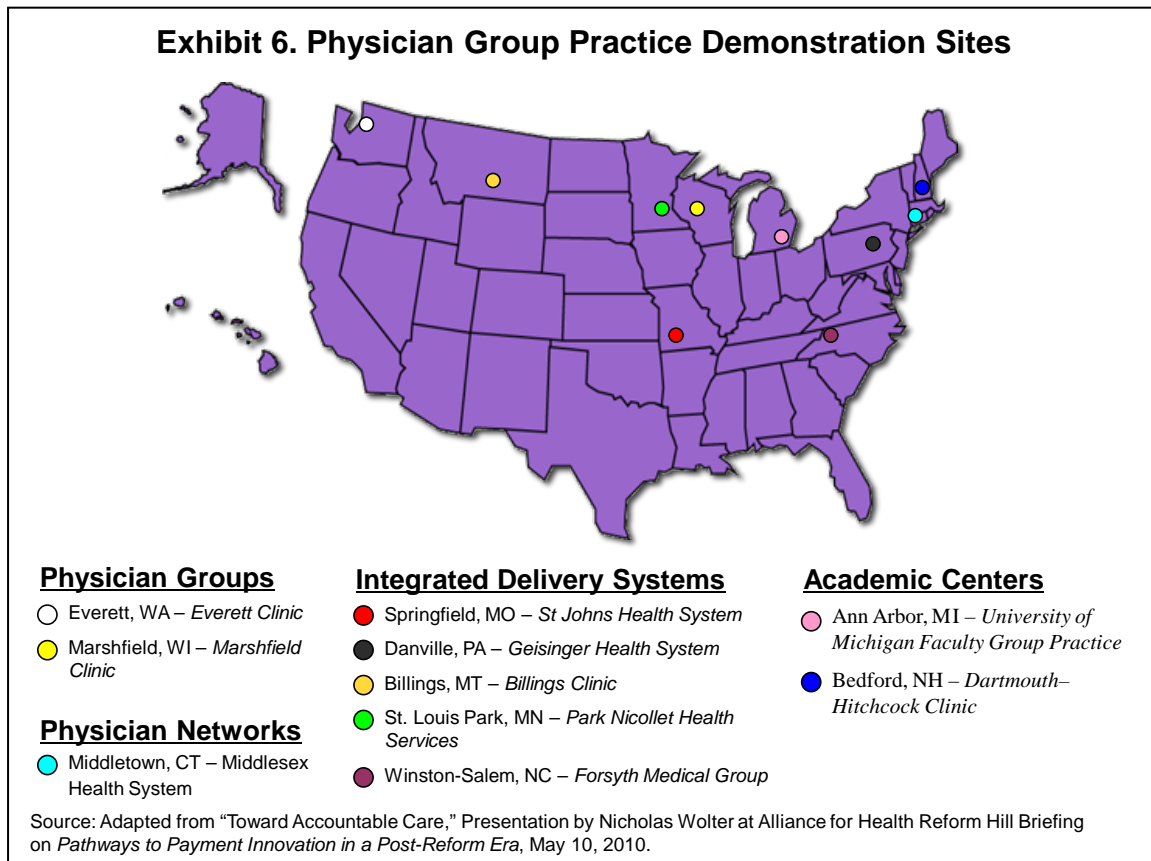 Exhibit 6. Physician Group Practice Demonstration Sites
Physician Groups
Everett, WA – Everett Clinic
Marshfield, WI – Marshfield
Clinic
Physician Networks
Middletown, CT – Middlesex
Health System
Integrated Delivery Systems
Springfield, MO – St Johns Health System
Danville, PA – Geisinger Health System
Billings, MT – Billings Clinic
St. Louis Park, MN – Park Nicollet Health
Services
Winston-Salem, NC – Forsyth Medical Group
Academic Centers
Ann Arbor, MI – University of
Michigan Faculty Group Practice
Bedford, NH – Dartmouth–
Hitchcock Clinic
Source: Adapted from “Toward Accountable Care,” Presentation by Nicholas Wolter at Alliance for Health Reform Hill Briefing
on Pathways to Payment Innovation in a Post-Reform Era, May 10, 2010.